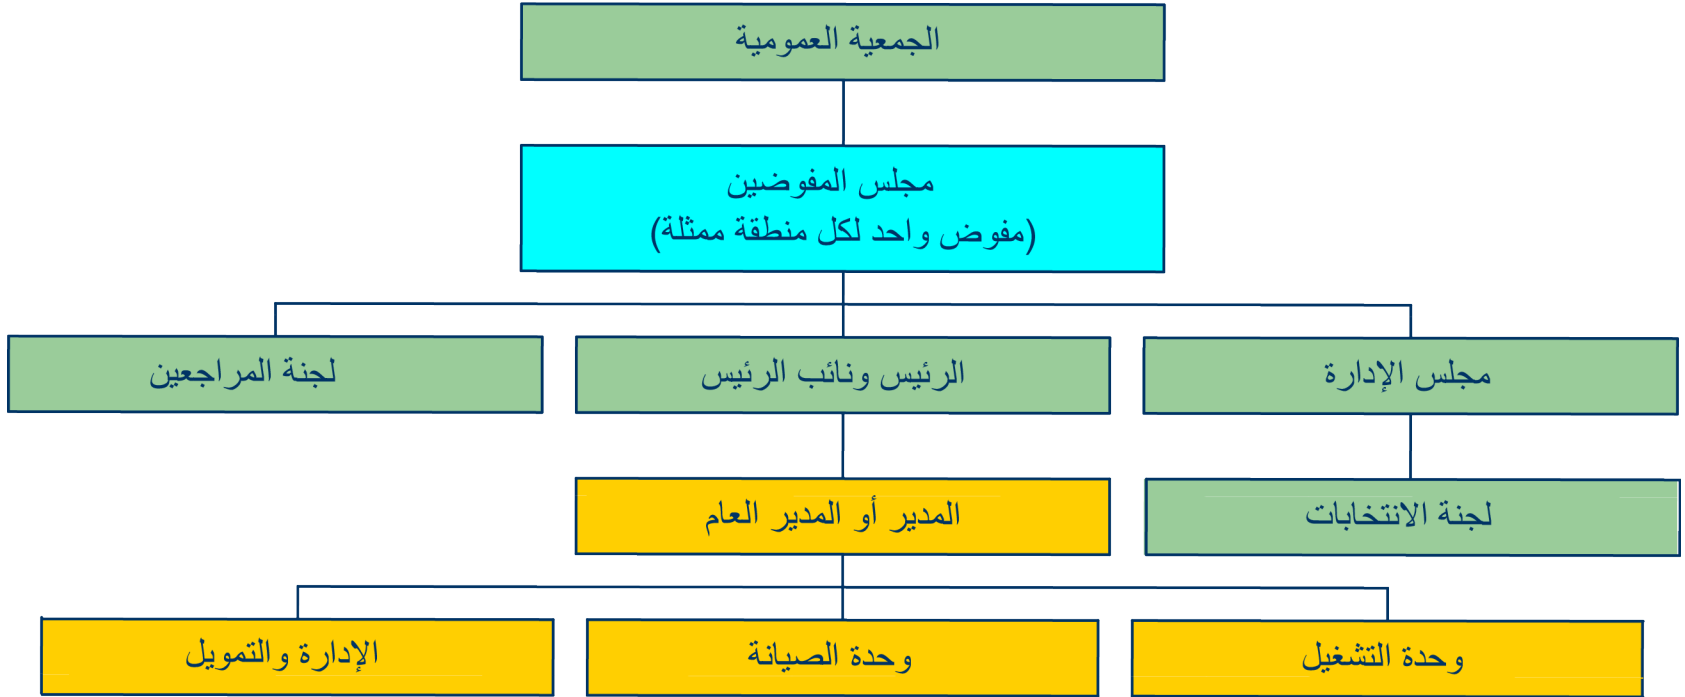 الجمعية العمومية
مجلس المفوضين
(مفوض واحد لكل منطقة ممثلة)
مجلس الإدارة
الرئيس ونائب الرئيس
لجنة المراجعين
لجنة الانتخابات
المدير أو المدير العام
وحدة التشغيل
وحدة الصيانة
الإدارة والتمويل